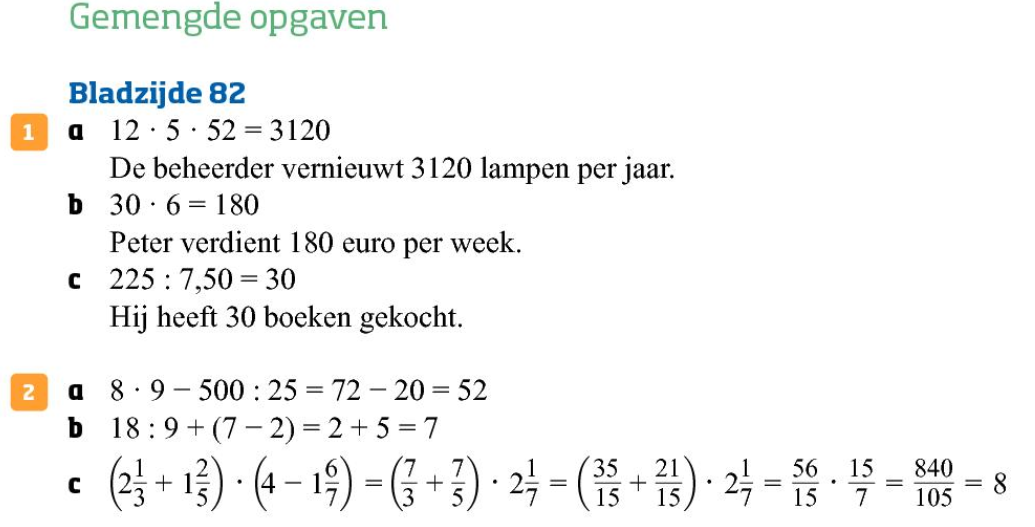 Gemengde opgaven
Bladzijde 82
1 a 12 · 5 · 52 = 3120
De beheerder vernieuwt 3120 lampen per jaar.
b 30 · 6 = 180
Peter verdient 180 euro per week.
c 225 : 7,50 = 30
Hij heeft 30 boeken gekocht.
2 a 8 · 9 − 500 : 25 = 72 − 20 = 52
b 18 : 9 + (7 − 2) = 2 + 5 = 7
c (2 1/3 + 1 2/5) · (4 − 1 6/7) = (7/3 + 7/5) · 2 1/7 = (35/15 + 21/15) · 2 1/7 = 56/15 · 15/7 = 840/105 = 8